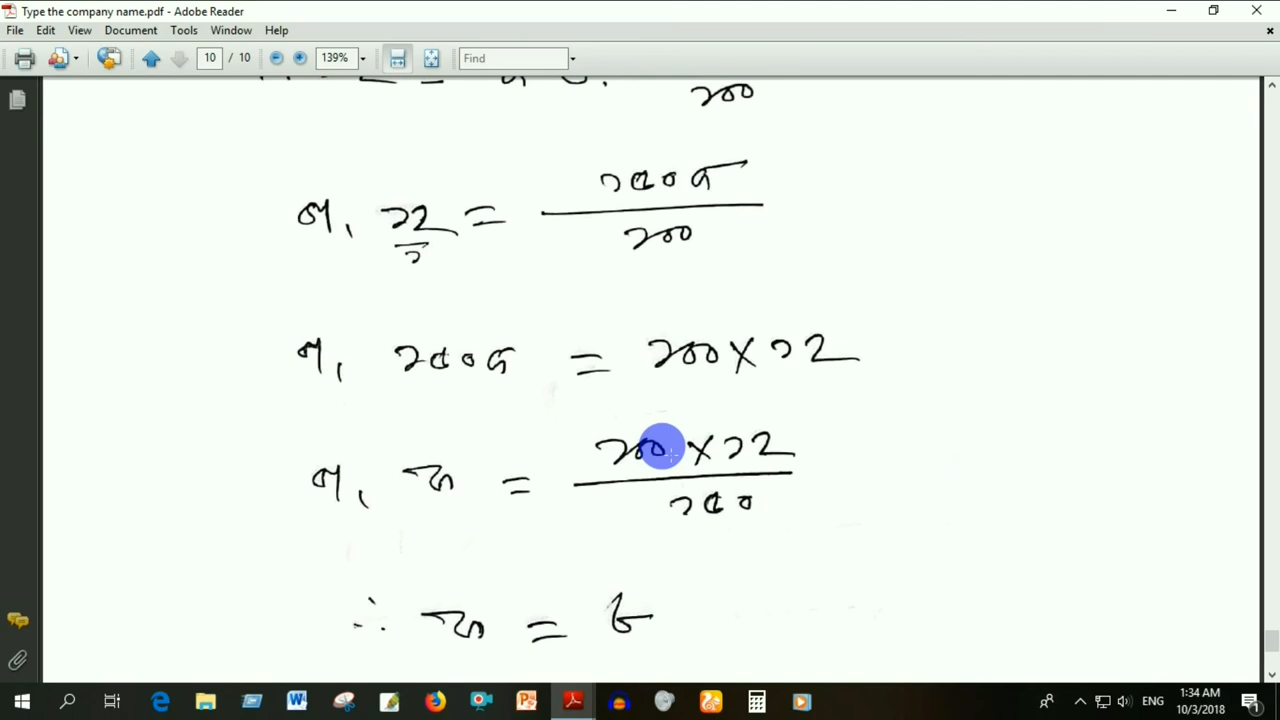 ১০০
বা, ১২ = ১৫০ক
১ ১০০
বা, ১৫০ক = ১০০×১২
বা, ক = ১০০×১২
১৫০
∴ ক = ৮
Type the company name.pdf - Adobe Reader
File Edit View Document Tools Window Help
10 / 10 139% Find
ENG 1:34 AM
10/3/2018